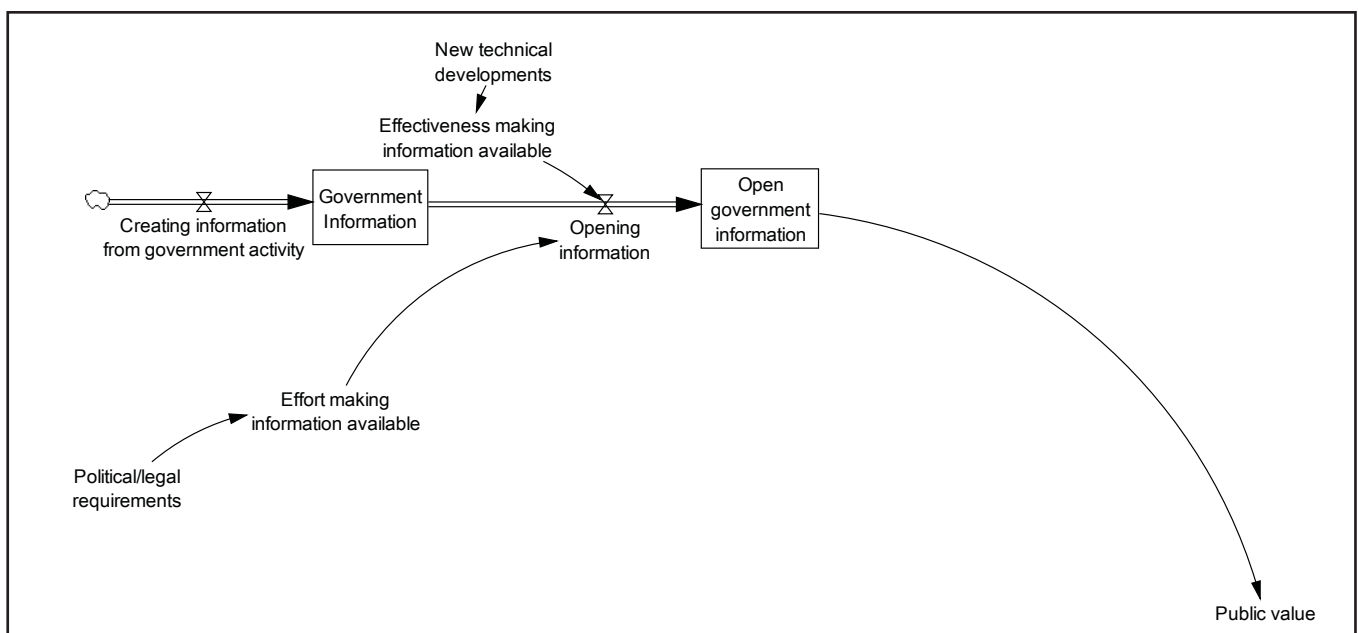 New technical
developments
Effectiveness making
information available
Government
Information
Open
government
information
Creating information
from government activity
Opening
information
Effort making
information available
Political/legal
requirements
Public value